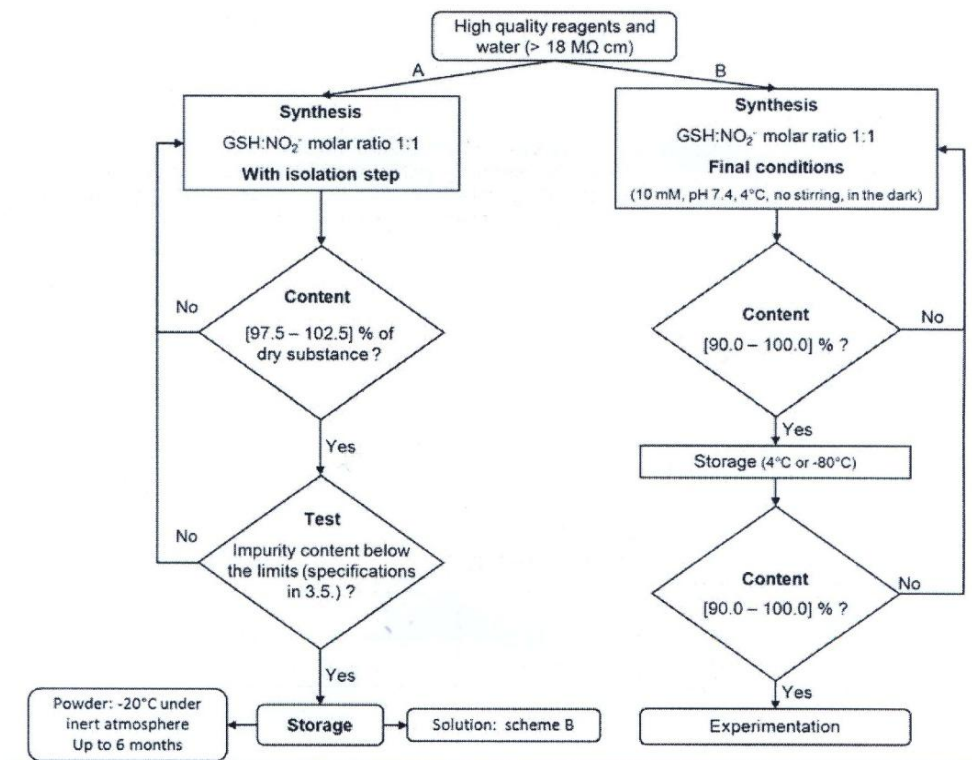 High quality reagents and
water (> 18 MΩ cm)
A
B
Synthesis
GSH:NO₂⁻ molar ratio 1:1
With isolation step
Synthesis
GSH:NO₂⁻ molar ratio 1:1
Final conditions
(10 mM, pH 7.4, 4°C, no stirring, in the dark)
No
Content
[97.5 – 102.5] % of
dry substance ?
Yes
No
Test
Impurity content below
the limits (specifications
in 3.5.) ?
Yes
Powder: -20°C under
inert atmosphere
Up to 6 months
Storage
Solution: scheme B
Content
[90.0 – 100.0] % ?
No
Yes
Storage (4°C or -80°C)
Content
[90.0 – 100.0] % ?
No
Yes
Experimentation